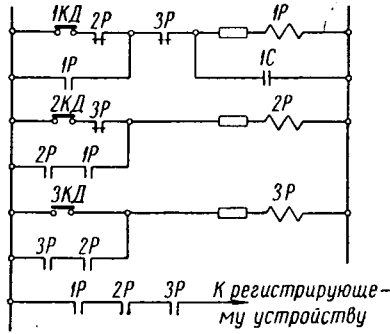 1КД 2Р 3Р 1Р
1Р 1С
2КД 3Р 2Р
2Р 1Р
3КД 3Р
3Р 2Р
1Р 2Р 3Р К регистрирующе-
му устройству